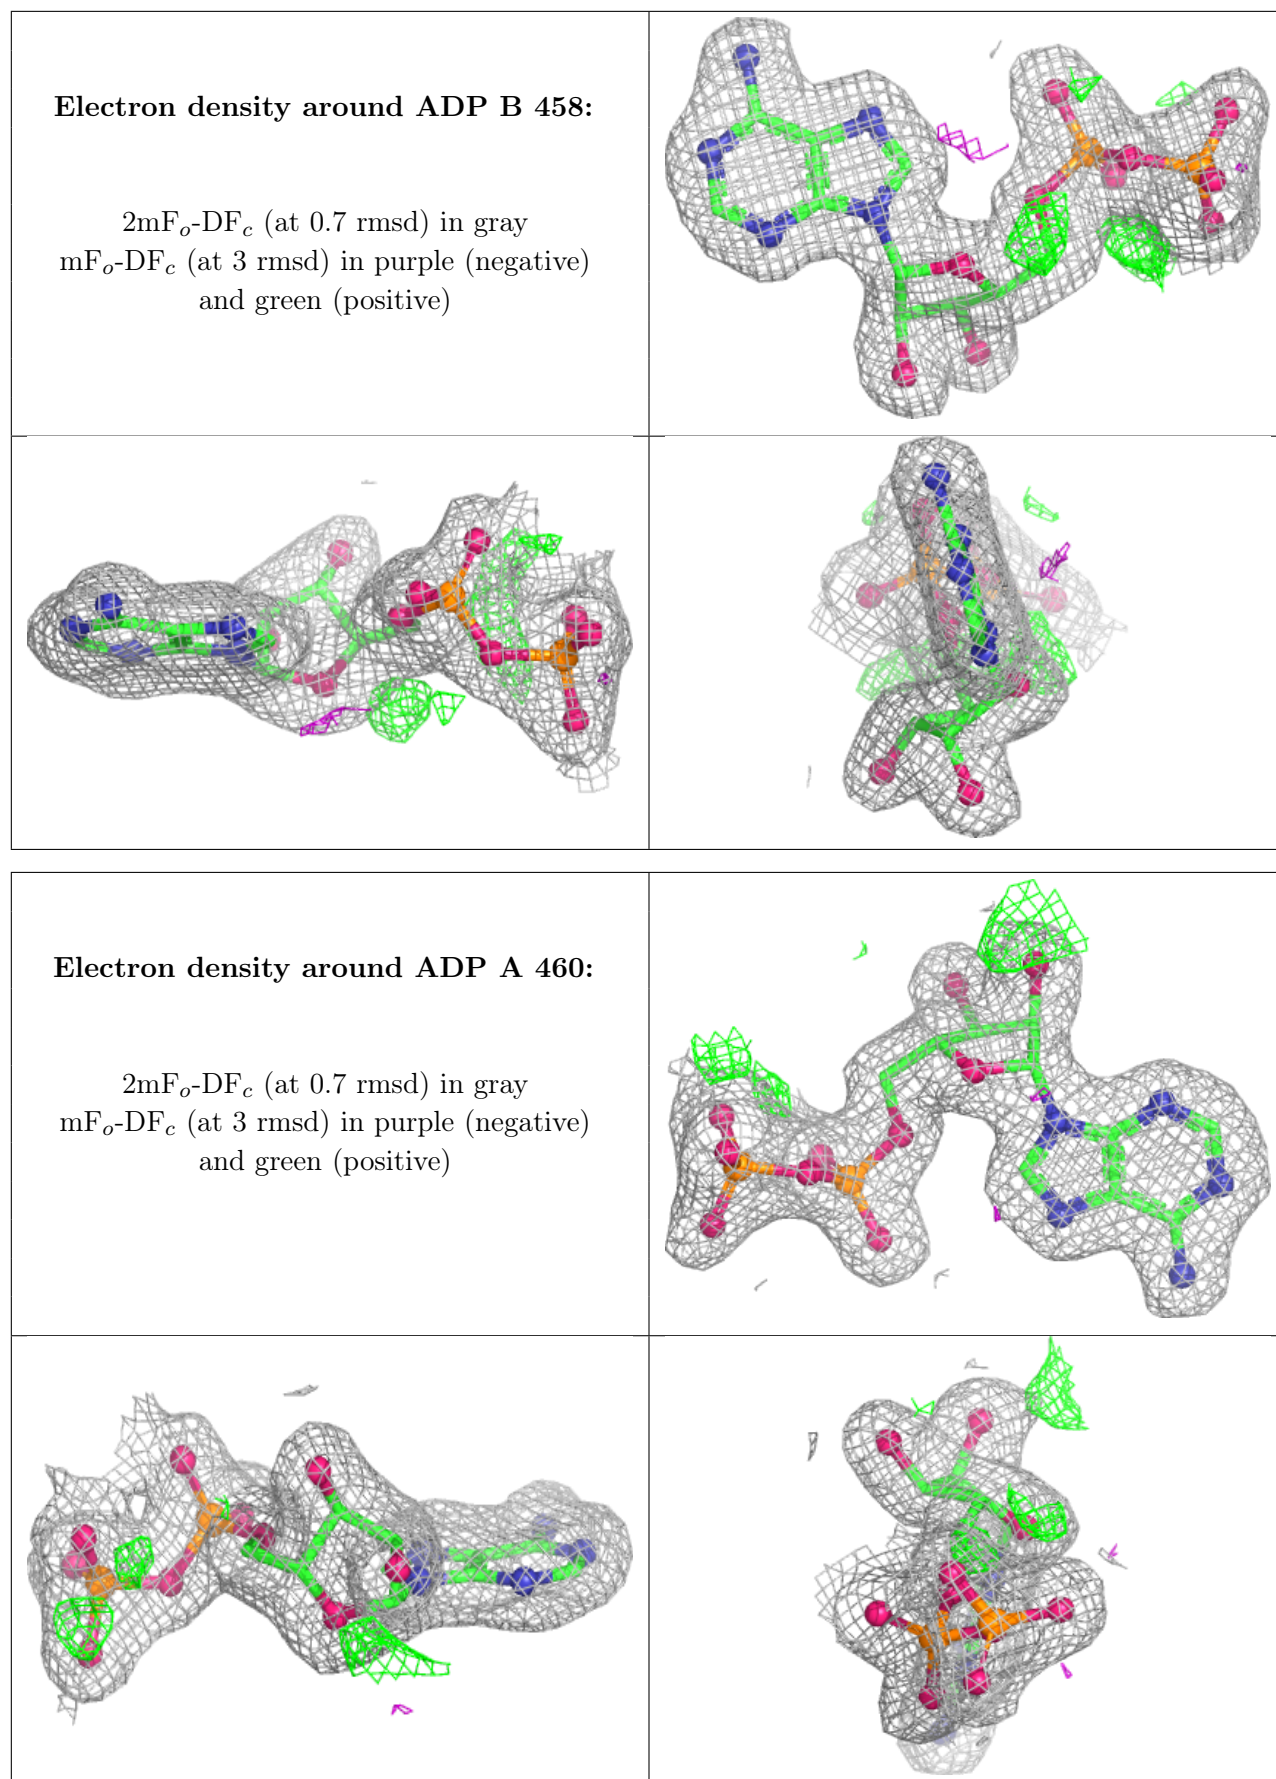 Electron density around ADP B 458:
2mFo-DFc (at 0.7 rmsd) in gray
mFo-DFc (at 3 rmsd) in purple (negative)
and green (positive)
Electron density around ADP A 460:
2mFo-DFc (at 0.7 rmsd) in gray
mFo-DFc (at 3 rmsd) in purple (negative)
and green (positive)